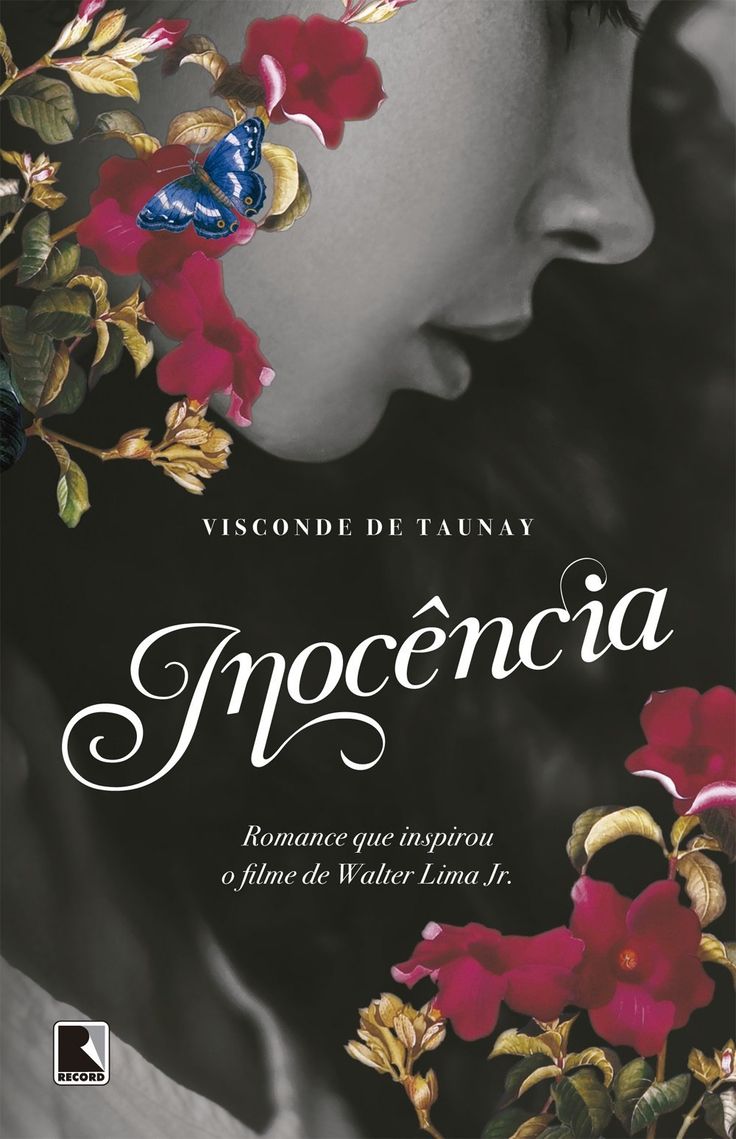 VISCONDE DE TAUNAY
Inocência
Romance que inspirou
o filme de Walter Lima Jr.
R
RECORD